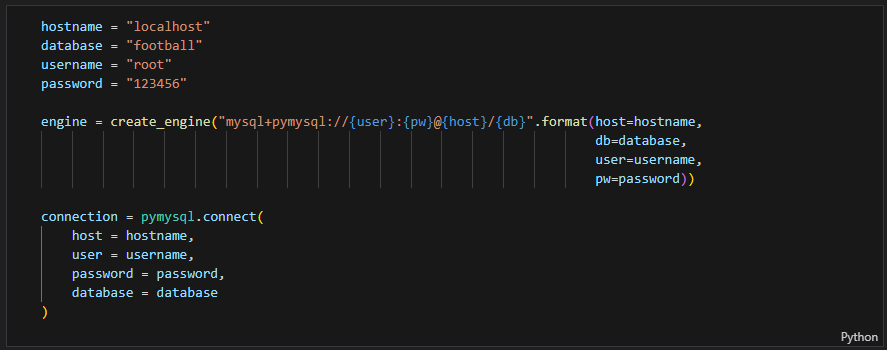 hostname = "localhost"
database = "football"
username = "root"
password = "123456"
engine = create_engine("mysql+pymysql://{user}:{pw}@{host}/{db}".format(host=hostname,
db=database,
user=username,
pw=password))
connection = pymysql.connect(
host = hostname,
user = username,
password = password,
database = database
)
Python